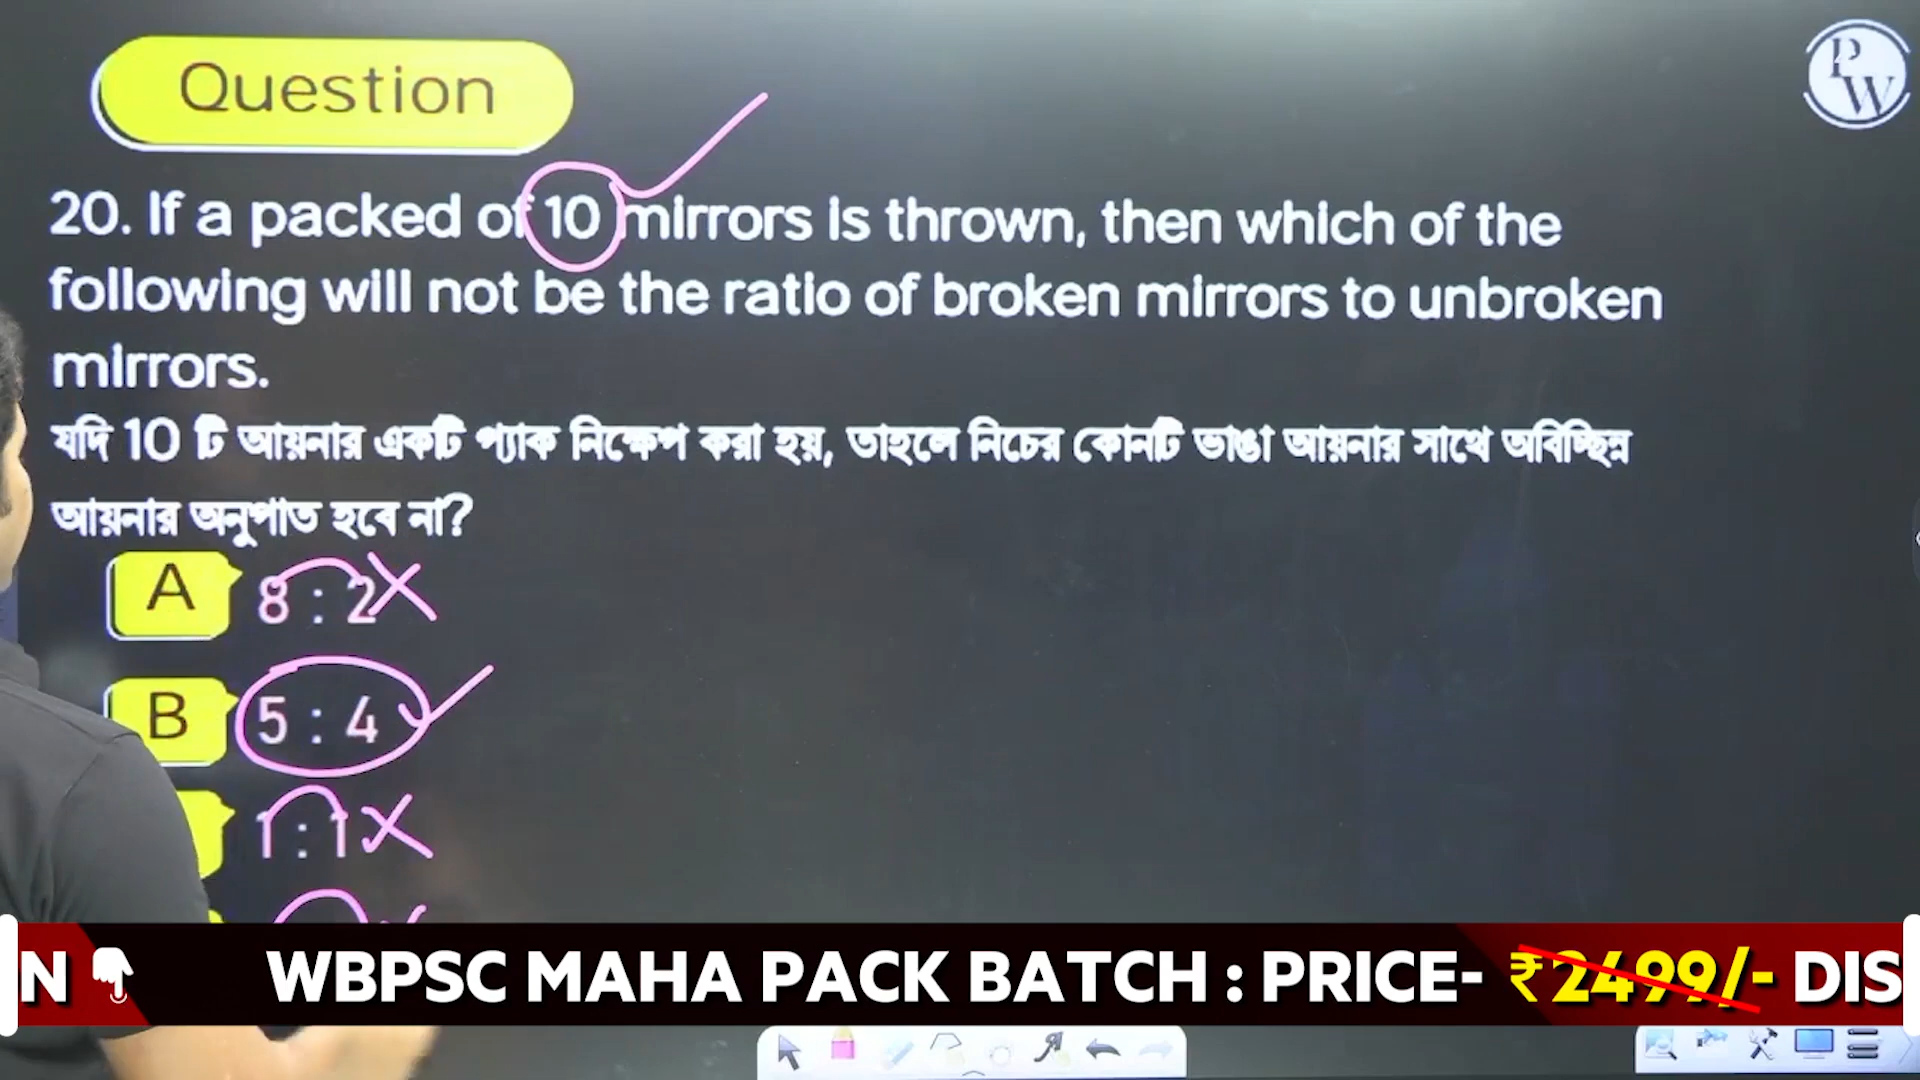 Question
PW
20. If a packed of 10 mirrors is thrown, then which of the
following will not be the ratio of broken mirrors to unbroken
mirrors.
যদি 10 টি আয়নার একটি প্যাক নিক্ষেপ করা হয়, তাহলে নিচের কোনটি ভাঙা আয়নার সাথে অবিচ্ছিন্ন
আয়নার অনুপাত হবে না?
A 8 : 2
B 5 : 4
1 : 1
N WBPSC MAHA PACK BATCH : PRICE- ₹2499/- DIS